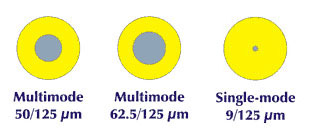 Multimode
50/125 µm
Multimode
62.5/125 µm
Single-mode
9/125 µm